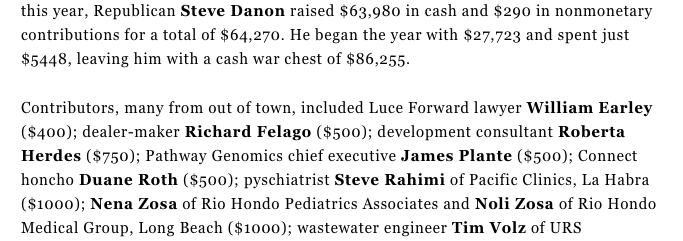 this year, Republican Steve Danon raised $63,980 in cash and $290 in nonmonetary
contributions for a total of $64,270. He began the year with $27,723 and spent just
$5448, leaving him with a cash war chest of $86,255.
Contributors, many from out of town, included Luce Forward lawyer William Earley
($400); dealer-maker Richard Felago ($500); development consultant Roberta
Herdes ($750); Pathway Genomics chief executive James Plante ($500); Connect
honcho Duane Roth ($500); pyschiatrist Steve Rahimi of Pacific Clinics, La Habra
($1000); Nena Zosa of Rio Hondo Pediatrics Associates and Noli Zosa of Rio Hondo
Medical Group, Long Beach ($1000); wastewater engineer Tim Volz of URS